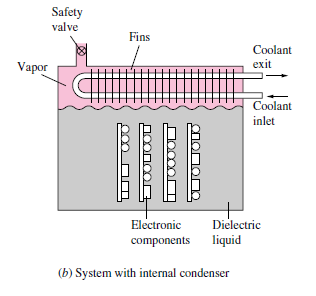 Safety
valve
Fins
Vapor
Coolant
exit
Coolant
inlet
Electronic
components
Dielectric
liquid
(b) System with internal condenser